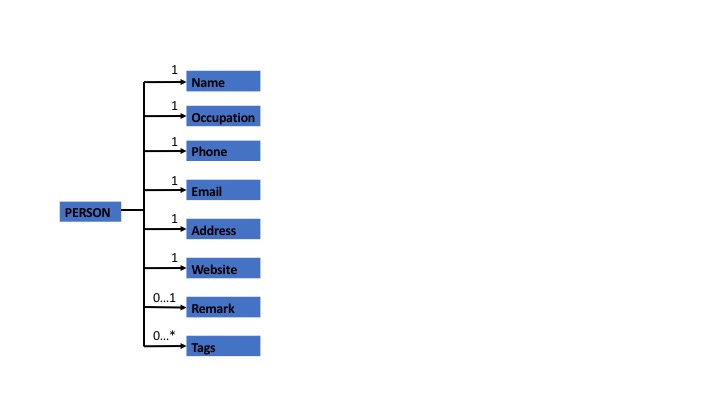 1
Name
1
Occupation
1
Phone
1
Email
PERSON
1
Address
1
Website
0...1
Remark
0...*
Tags